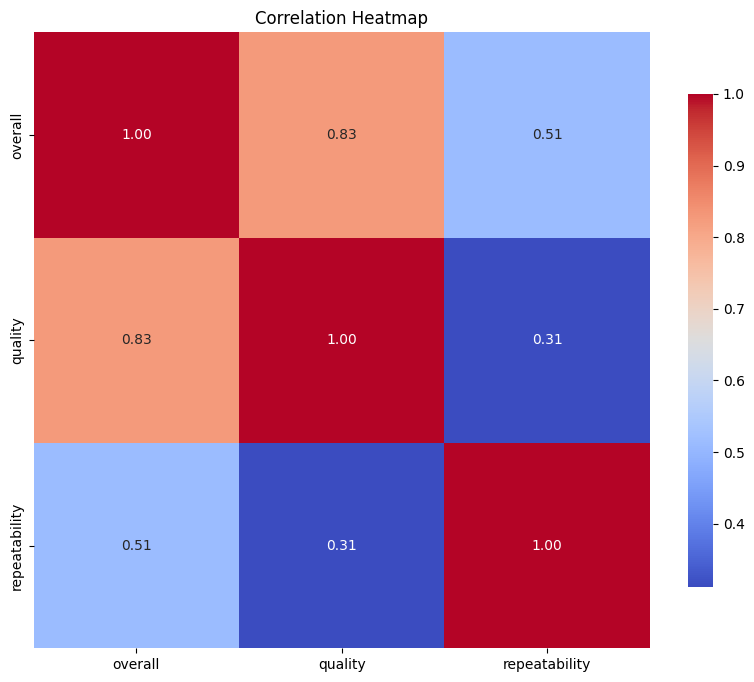 Correlation Heatmap
overall
1.00
0.83
0.51
quality
0.83
1.00
0.31
repeatability
0.51
0.31
1.00
overall
quality
repeatability
1.0
0.9
0.8
0.7
0.6
0.5
0.4